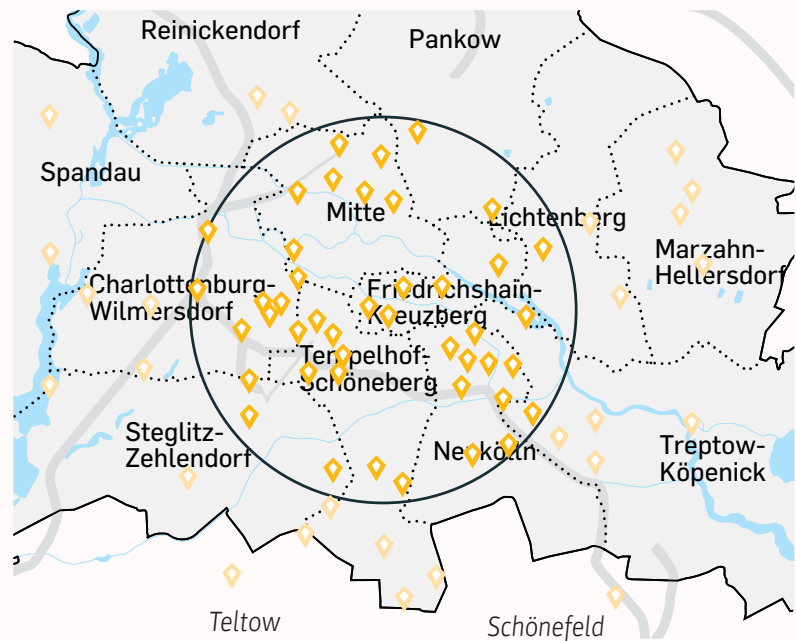 Reinickendorf
Pankow
Spandau
Mitte
Lichtenberg
Marzahn-
Hellersdorf
Charlottenburg-
Wilmersdorf
Friedrichshain-
Kreuzberg
Tempelhof-
Schöneberg
Steglitz-
Zehlendorf
Neukölln
Treptow-
Köpenick
Teltow
Schönefeld